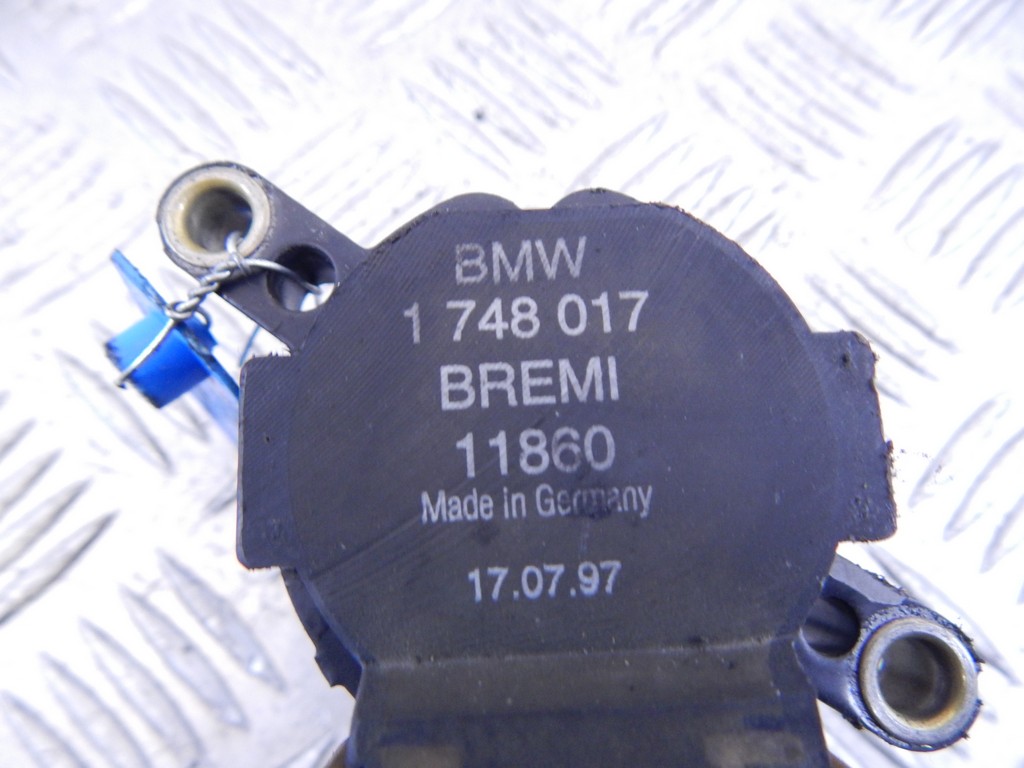 BMW
1 748 017
BREMI
11860
Made in Germany
17.07.97